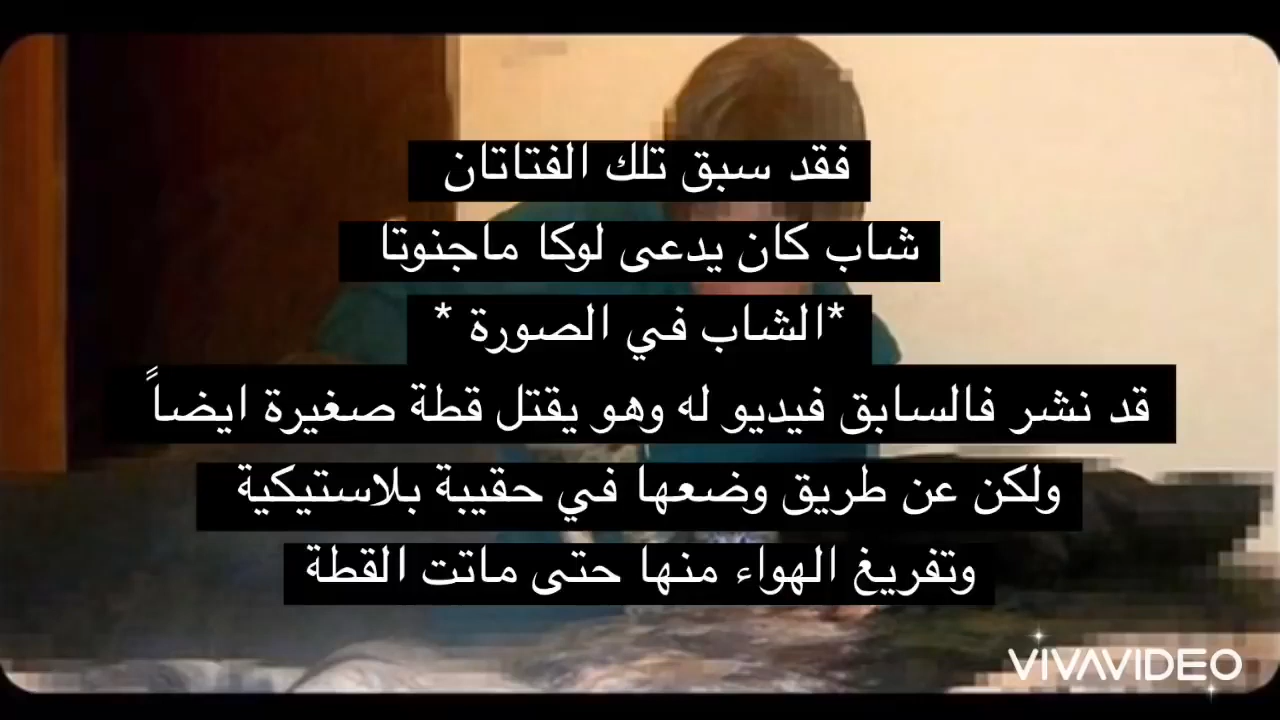 فقد سبق تلك الفتاتان
شاب كان يدعى لوكا ماجنوتا
*الشاب في الصورة *
قد نشر فالسابق فيديو له وهو يقتل قطة صغيرة ايضاً
ولكن عن طريق وضعها في حقيبة بلاستيكية
وتفريغ الهواء منها حتى ماتت القطة
VIVAVIDEO